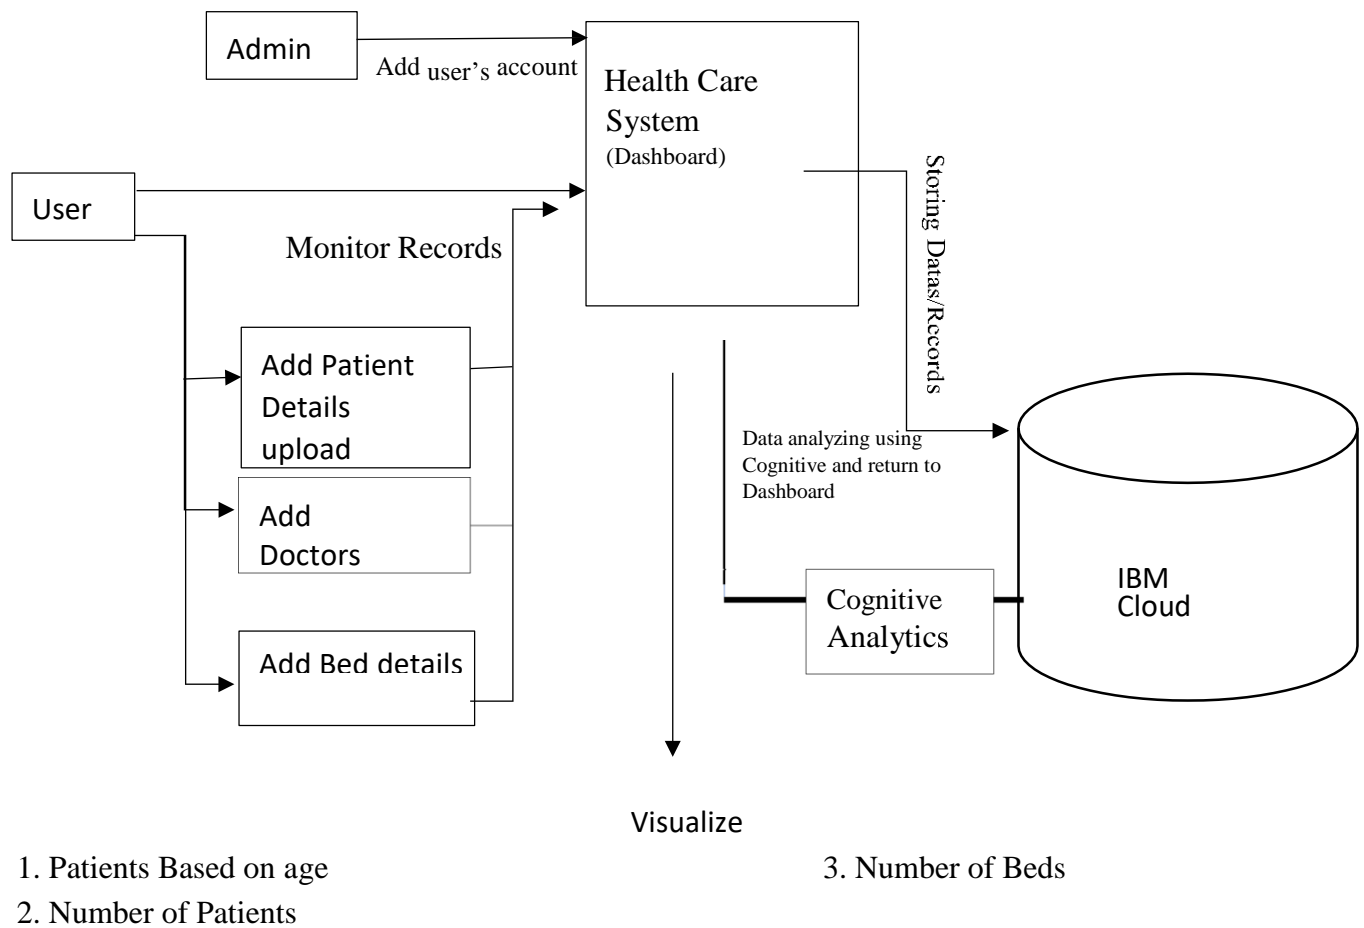 Admin
Add user's account
Health Care
System
(Dashboard)
User
Monitor Records
Storing Datas/Records
Add Patient
Details
upload
Add
Doctors
Add Bed details
Data analyzing using
Cognitive and return to
Dashboard
Cognitive
Analytics
IBM
Cloud
Visualize
1. Patients Based on age
2. Number of Patients
3. Number of Beds